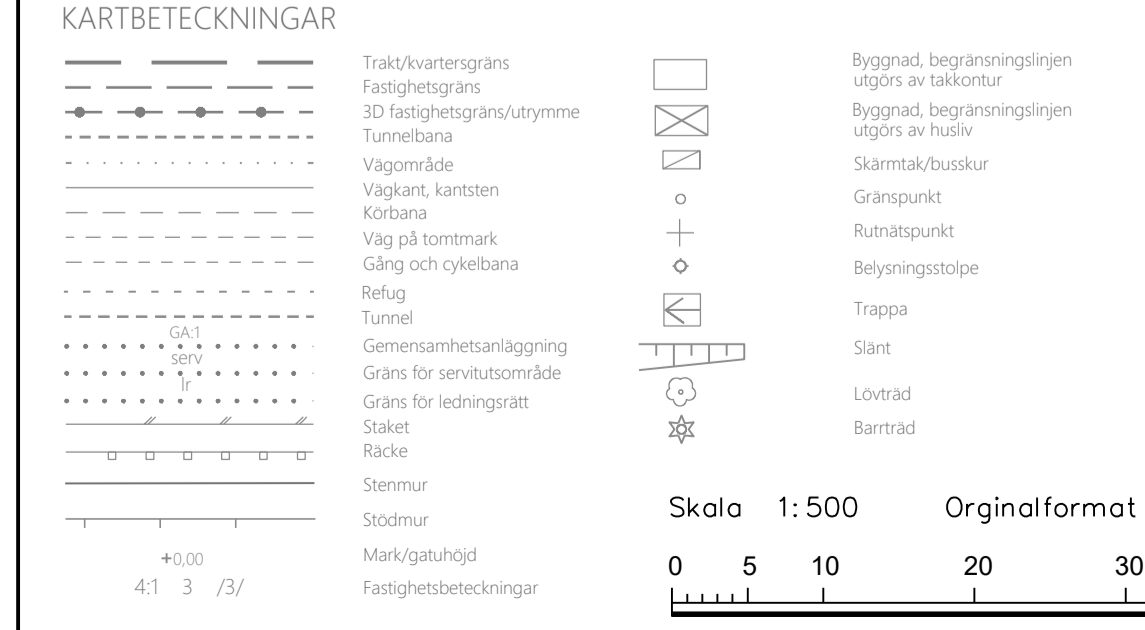 KARTBETECKNINGAR
Trakt/kvartersgräns
Fastighetsgräns
3D fastighetsgräns/utrymme
Tunnelbana
Vägområde
Vägkant, kantsten
Körbana
Väg på tomtmark
Gång och cykelbana
Refug
Tunnel
GA:1
Gemensamhetsanläggning
serv
Gräns för servitutsområde
lr
Gräns för ledningsrätt
Staket
Räcke
Stenmur
Stödmur
+0,00 Mark/gatuhöjd
4:1 3 /3/ Fastighetsbeteckningar
Byggnad, begränsningslinjen
utgörs av takkontur
Byggnad, begränsningslinjen
utgörs av husliv
Skärmtak/busskur
Gränspunkt
Rutnätspunkt
Belysningsstolpe
Trappa
Slänt
Lövträd
Barrträd
Skala 1:500 Orginalformat
0 5 10 20 30